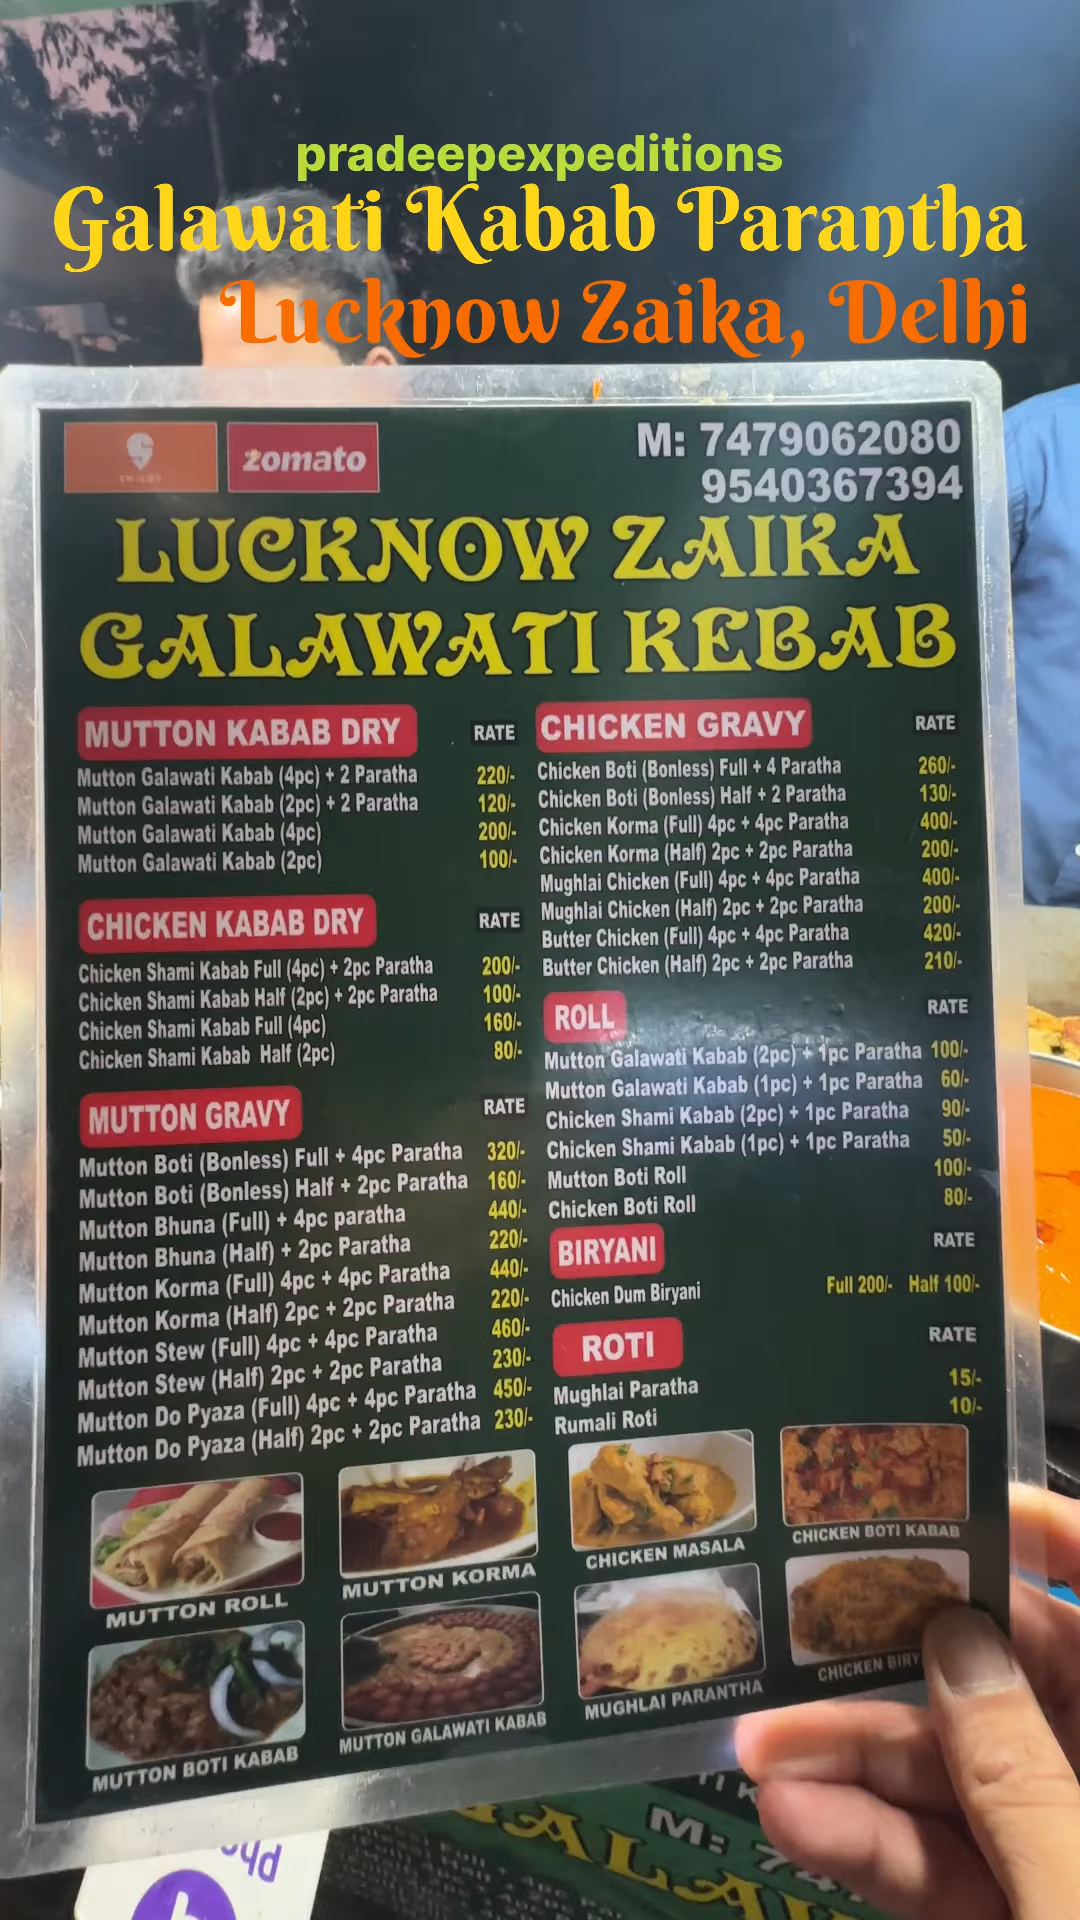 pradeepexpeditions
Galawati Kabab Parantha
Lucknow Zaika, Delhi
zomato
M: 7479062080
9540367394
LUCKNOW ZAIKA
GALAWATI KEBAB
MUTTON KABAB DRY RATE
Mutton Galawati Kabab (4pc) + 2 Paratha 220/-
Mutton Galawati Kabab (2pc) + 2 Paratha 120/-
Mutton Galawati Kabab (4pc) 200/-
Mutton Galawati Kabab (2pc) 100/-
CHICKEN KABAB DRY RATE
Chicken Shami Kabab Full (4pc) + 2pc Paratha 200/-
Chicken Shami Kabab Half (2pc) + 2pc Paratha 100/-
Chicken Shami Kabab Full (4pc) 160/-
Chicken Shami Kabab Half (2pc) 80/-
MUTTON GRAVY RATE
Mutton Boti (Bonless) Full + 4pc Paratha 320/-
Mutton Boti (Bonless) Half + 2pc Paratha 160/-
Mutton Bhuna (Full) + 4pc paratha 440/-
Mutton Bhuna (Half) + 2pc Paratha 220/-
Mutton Korma (Full) 4pc + 4pc Paratha 440/-
Mutton Korma (Half) 2pc + 2pc Paratha 220/-
Mutton Stew (Full) 4pc + 4pc Paratha 460/-
Mutton Stew (Half) 2pc + 2pc Paratha 230/-
Mutton Do Pyaza (Full) 4pc + 4pc Paratha 450/-
Mutton Do Pyaza (Half) 2pc + 2pc Paratha 230/-
CHICKEN GRAVY RATE
Chicken Boti (Bonless) Full + 4 Paratha 260/-
Chicken Boti (Bonless) Half + 2 Paratha 130/-
Chicken Korma (Full) 4pc + 4pc Paratha 400/-
Chicken Korma (Half) 2pc + 2pc Paratha 200/-
Mughlai Chicken (Full) 4pc + 4pc Paratha 400/-
Mughlai Chicken (Half) 2pc + 2pc Paratha 200/-
Butter Chicken (Full) 4pc + 4pc Paratha 420/-
Butter Chicken (Half) 2pc + 2pc Paratha 210/-
ROLL RATE
Mutton Galawati Kabab (2pc) + 1pc Paratha 100/-
Mutton Galawati Kabab (1pc) + 1pc Paratha 60/-
Chicken Shami Kabab (2pc) + 1pc Paratha 90/-
Chicken Shami Kabab (1pc) + 1pc Paratha 50/-
Mutton Boti Roll 100/-
Chicken Boti Roll 80/-
BIRYANI RATE
Chicken Dum Biryani Full 200/- Half 100/-
ROTI RATE
Mughlai Paratha 15/-
Rumali Roti 10/-
MUTTON ROLL
MUTTON KORMA
CHICKEN MASALA
CHICKEN BOTI KABAB
MUTTON BOTI KABAB
MUTTON GALAWATI KABAB
MUGHLAI PARANTHA
CHICKEN BIRY
M: 74